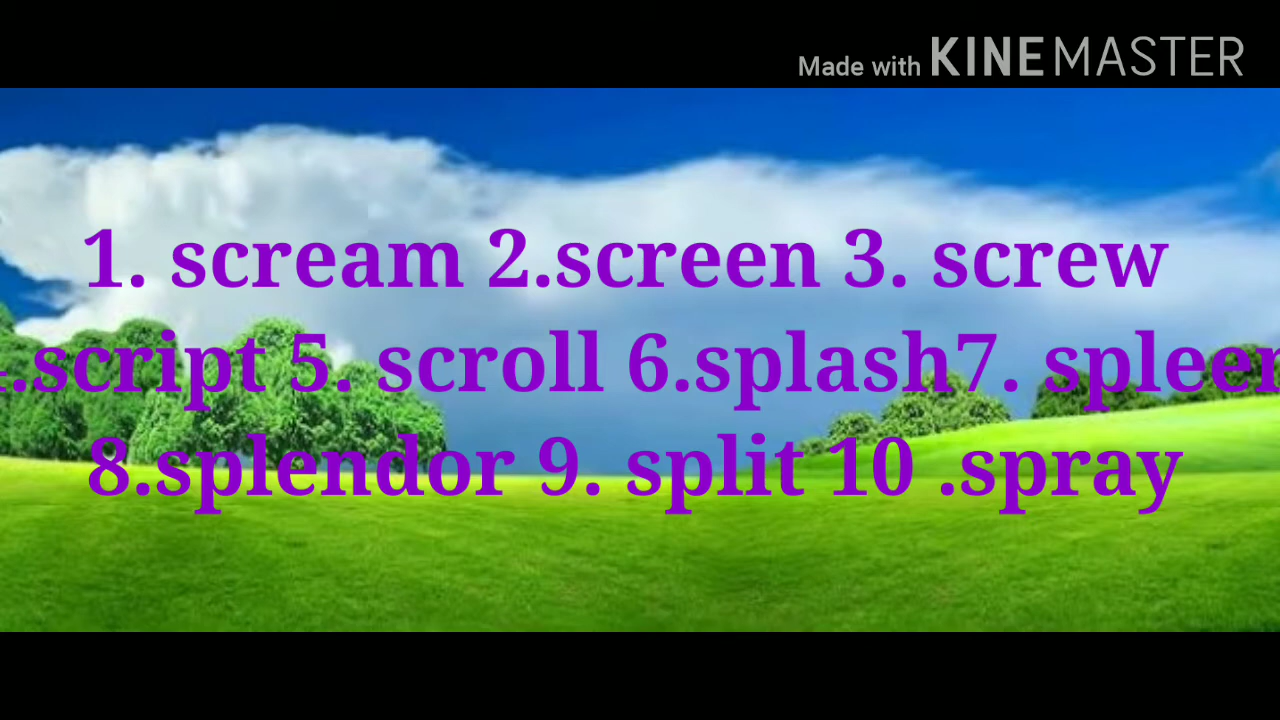 Made with KINEMASTER
1. scream 2.screen 3. screw
.script 5. scroll 6.splash7. spleen
8.splendor 9. split 10 .spray